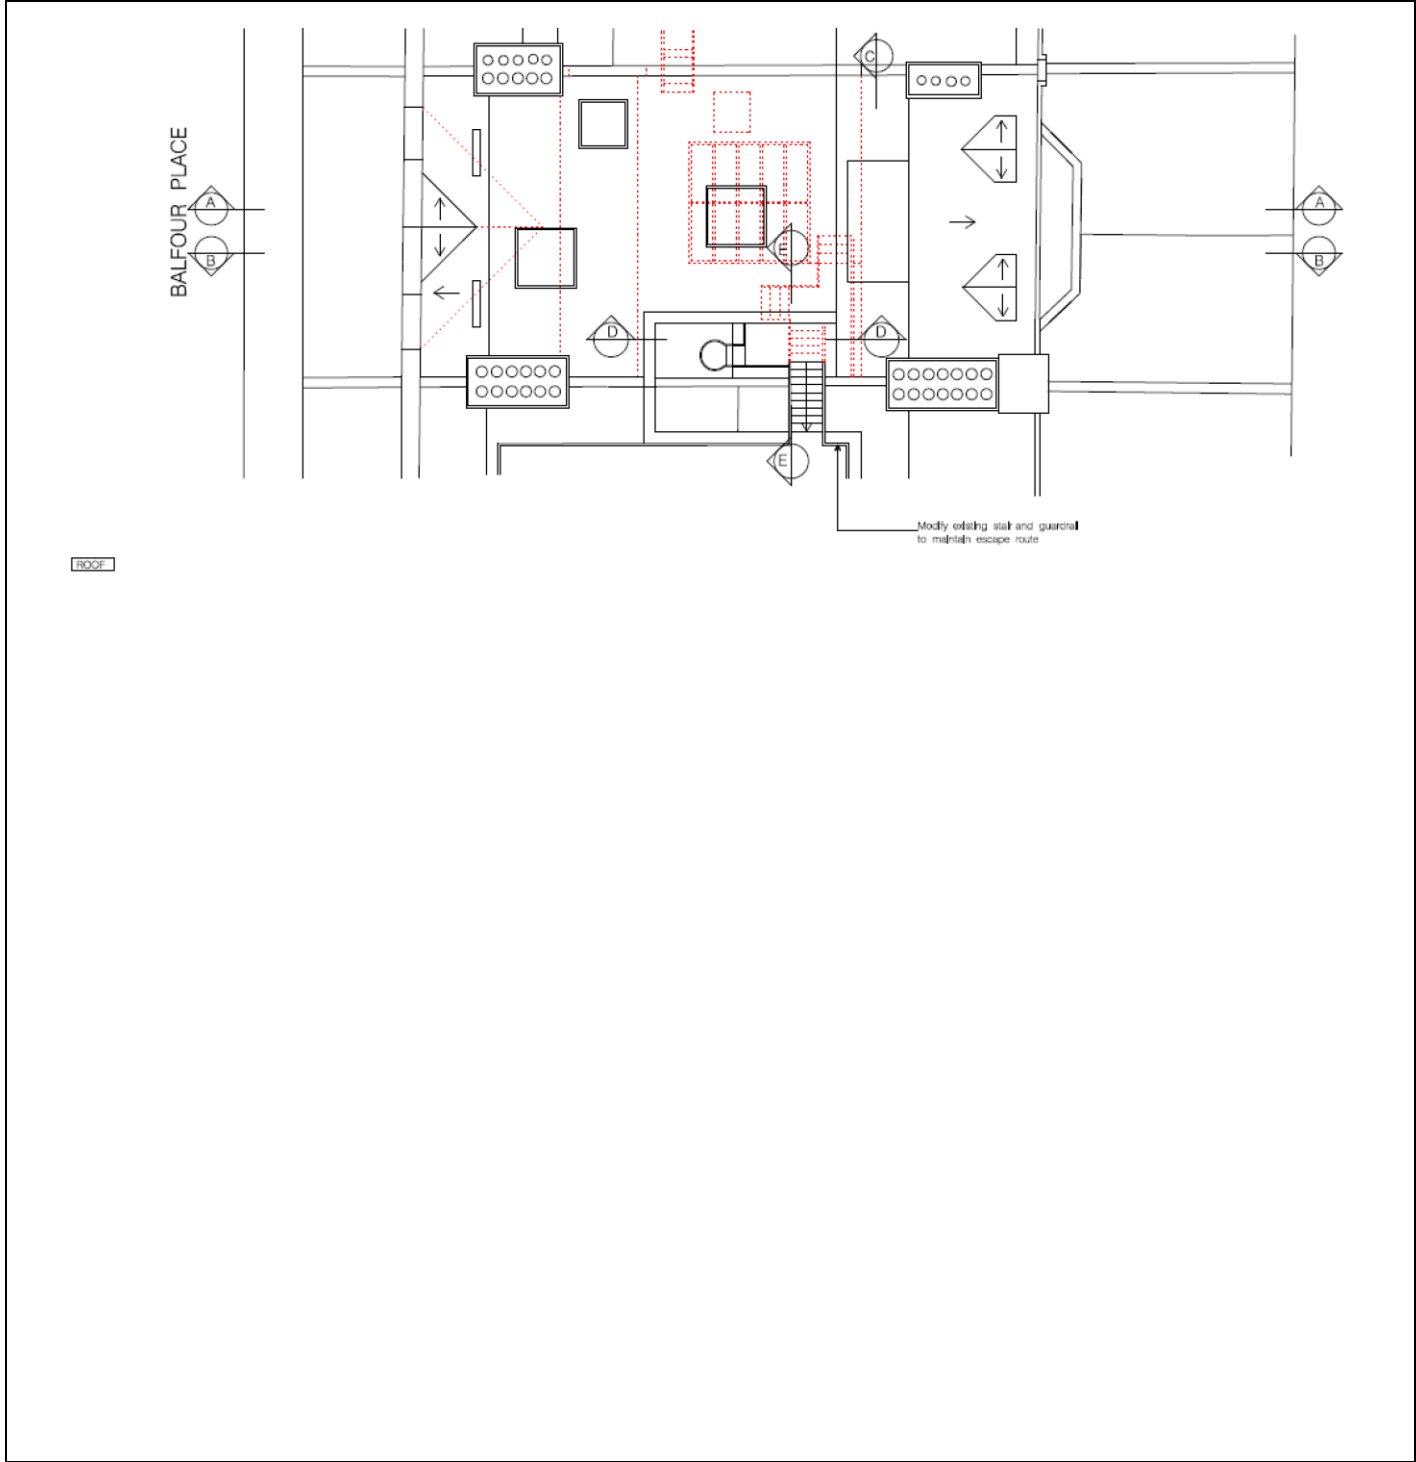 C
BALFOUR PLACE
A
A
B
B
E
D
D
E
Modify existing stair and guardrail
to maintain escape route
ROOF